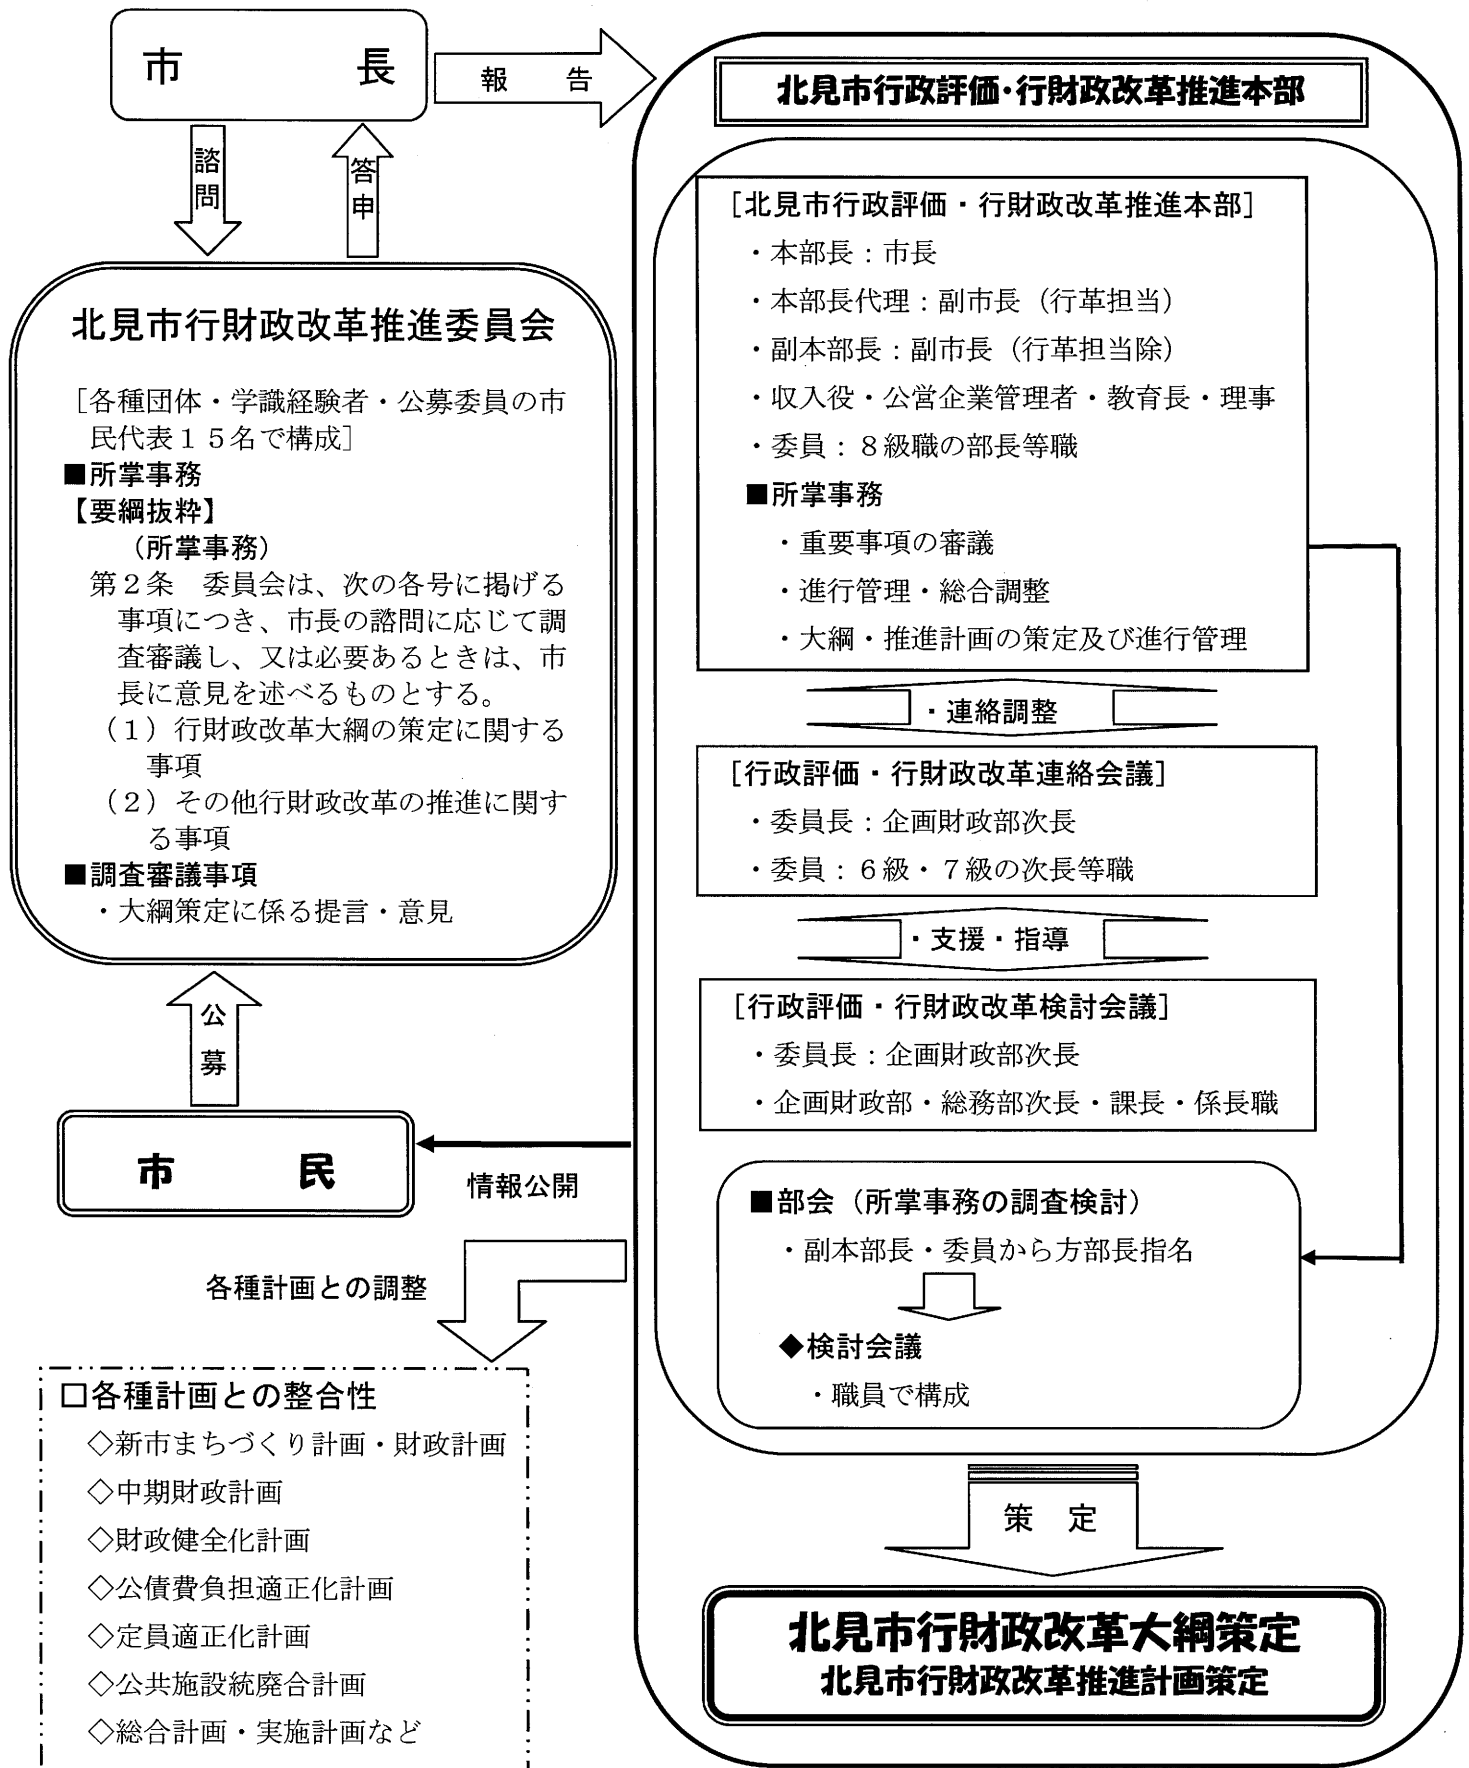 市　　長
報　告
諮問
答申
北見市行財政改革推進委員会
［各種団体・学識経験者・公募委員の市
民代表１５名で構成］
■所掌事務
【要綱抜粋】
（所掌事務）
第２条　委員会は、次の各号に掲げる
事項につき、市長の諮問に応じて調
査審議し、又は必要あるときは、市
長に意見を述べるものとする。
（１）行財政改革大綱の策定に関する
事項
（２）その他行財政改革の推進に関す
る事項
■調査審議事項
・大綱策定に係る提言・意見
公募
市　　民
情報公開
各種計画との調整
□各種計画との整合性
◇新市まちづくり計画・財政計画
◇中期財政計画
◇財政健全化計画
◇公債費負担適正化計画
◇定員適正化計画
◇公共施設統廃合計画
◇総合計画・実施計画など
北見市行政評価・行財政改革推進本部
［北見市行政評価・行財政改革推進本部］
・本部長：市長
・本部長代理：副市長（行革担当）
・副本部長：副市長（行革担当除）
・収入役・公営企業管理者・教育長・理事
・委員：８級職の部長等職
■所掌事務
・重要事項の審議
・進行管理・総合調整
・大綱・推進計画の策定及び進行管理
・連絡調整
［行政評価・行財政改革連絡会議］
・委員長：企画財政部次長
・委員：６級・７級の次長等職
・支援・指導
［行政評価・行財政改革検討会議］
・委員長：企画財政部次長
・企画財政部・総務部次長・課長・係長職
■部会（所掌事務の調査検討）
・副本部長・委員から方部長指名
◆検討会議
・職員で構成
策　定
北見市行財政改革大綱策定
北見市行財政改革推進計画策定